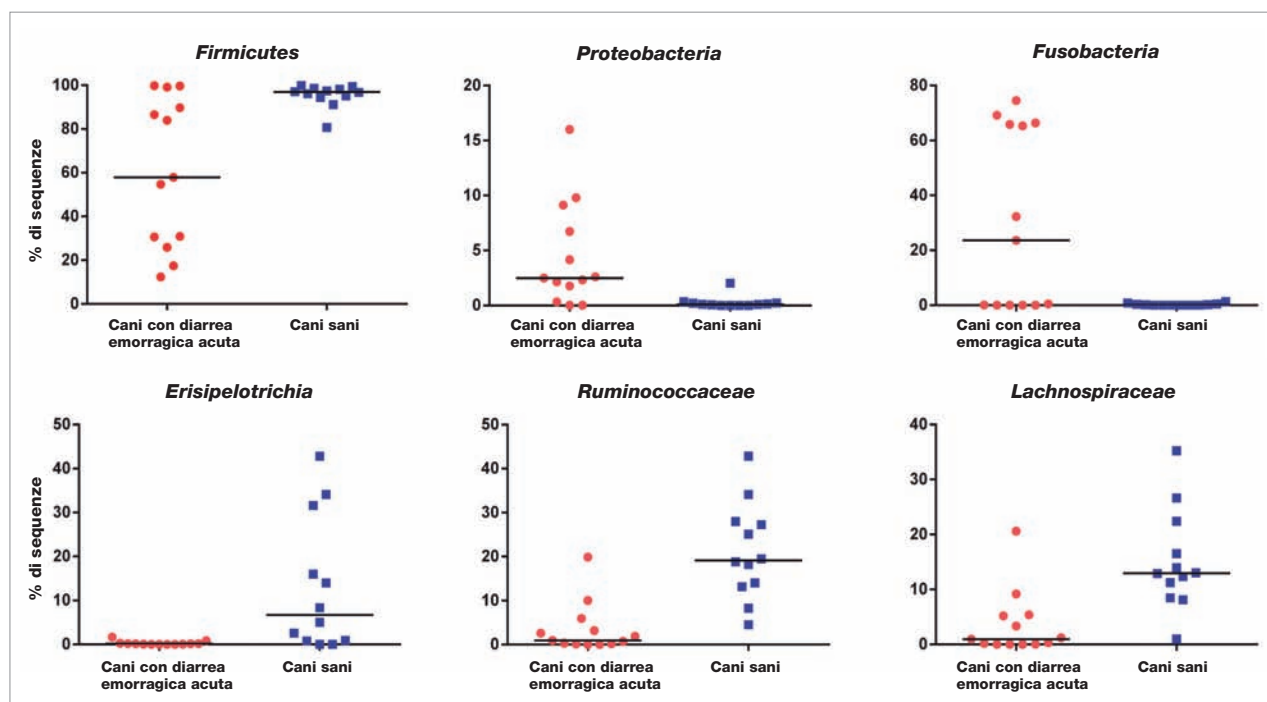 Firmicutes
Proteobacteria
Fusobacteria
% di sequenze
100
80
60
40
20
0
Cani con diarrea
emorragica acuta
Cani sani
20
15
10
5
0
Cani con diarrea
emorragica acuta
Cani sani
80
60
40
20
0
Cani con diarrea
emorragica acuta
Cani sani
Erisipelotrichia
Ruminococcaceae
Lachnospiraceae
% di sequenze
50
40
30
20
10
0
Cani con diarrea
emorragica acuta
Cani sani
50
40
30
20
10
0
Cani con diarrea
emorragica acuta
Cani sani
40
30
20
10
0
Cani con diarrea
emorragica acuta
Cani sani